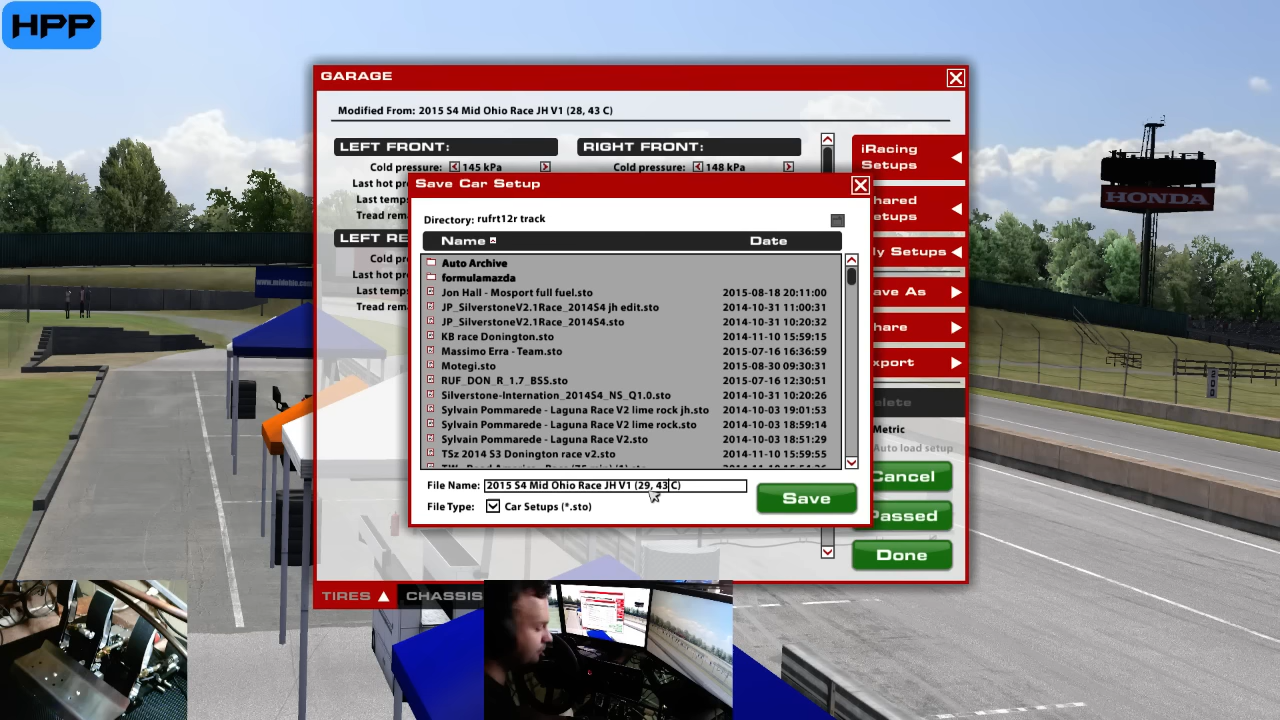 HPP
GARAGE
Modified From: 2015 S4 Mid Ohio Race JH V1 (28, 43 C)
LEFT FRONT:
RIGHT FRONT:
Cold pressure: 145 kPa
Cold pressure: 148 kPa
Last hot pr
Last temps
Tread rema
LEFT RE
Cold pr
Last hot pr
Last temps
Tread rema
iRacing
Setups
hared
etups
y Setups
ave As
hare
xport
elete
Metric
Auto load setup
Cancel
Passed
Done
Save Car Setup
Directory: rufrt12r track
Name Date
Auto Archive
formulamazda
Jon Hall - Mosport full fuel.sto 2015-08-18 20:11:00
JP_SilverstoneV2.1Race_2014S4 jh edit.sto 2014-10-31 11:00:31
JP_SilverstoneV2.1Race_2014S4.sto 2014-10-31 10:20:32
KB race Donington.sto 2014-11-10 15:59:15
Massimo Erra - Team.sto 2015-07-16 16:36:59
Motegi.sto 2015-08-30 09:30:31
RUF_DON_R_1.7_BSS.sto 2015-07-16 12:30:51
Silverstone-Internation_2014S4_NS_Q1.0.sto 2014-10-31 10:20:26
Sylvain Pommarede - Laguna Race V2 lime rock jh.sto 2014-10-03 19:01:53
Sylvain Pommarede - Laguna Race V2 lime rock.sto 2014-10-03 18:59:14
Sylvain Pommarede - Laguna Race V2.sto 2014-10-03 18:51:29
TSz 2014 S3 Donington race v2.sto 2014-11-10 15:59:55
File Name: 2015 S4 Mid Ohio Race JH V1 (29, 43 C)
File Type: Car Setups (*.sto)
Save
TIRES CHASSIS
HONDA